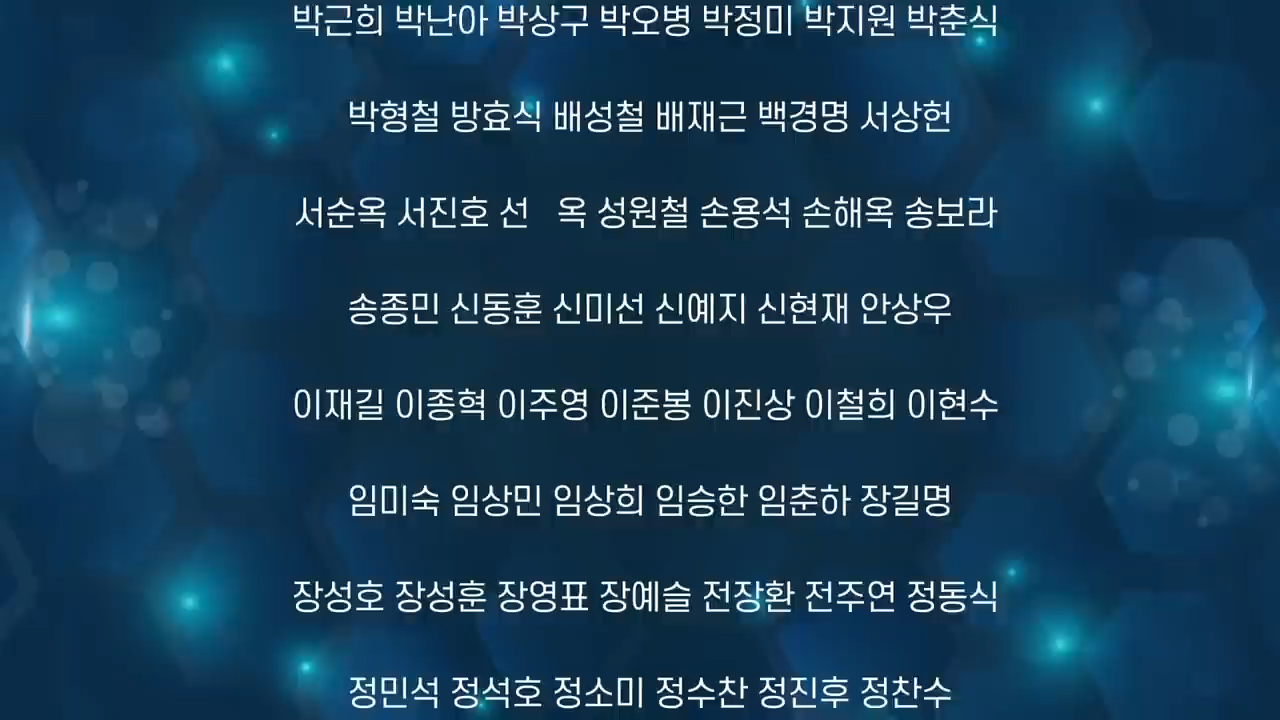 박근희 박난아 박상구 박오병 박정미 박지원 박춘식
박형철 방효식 배성철 배재근 백경명 서상헌
서순옥 서진호 선 옥 성원철 손용석 손해옥 송보라
송종민 신동훈 신미선 신예지 신현재 안상우
이재길 이종혁 이주영 이준봉 이진상 이철희 이현수
임미숙 임상민 임상희 임승한 임춘하 장길명
장성호 장성훈 장영표 장예슬 전장환 전주연 정동식
정민석 정석호 정소미 정수찬 정진후 정찬수